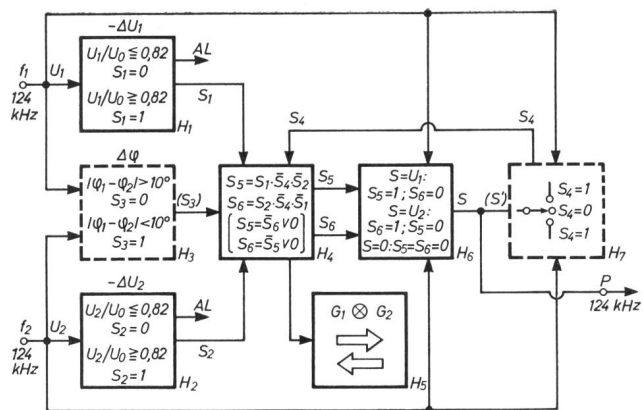 -ΔU₁
U₁/U₀ ≦ 0,82
S₁=0
U₁/U₀ ≧ 0,82
S₁=1
H₁
AL
S₁
f₁
U₁
124
kHz
Δφ
|φ₁-φ₂|>10°
S₃=0
|φ₁-φ₂|<10°
S₃=1
H₃
(S₃)
S₅=S₁·S̄₄·S̄₂
S₆=S₂·S̄₄·S̄₁
[S₅=S̄₆∨0]
[S₆=S̄₅∨0]
H₄
S₄
S₅
S₆
S=U₁:
S₅=1; S₆=0
S=U₂:
S₆=1; S₅=0
S=0: S₅=S₆=0
H₆
S
(S')
S₄
S₄=1
S₄=0
S₄=1
H₇
P
124 kHz
-ΔU₂
U₂/U₀ ≦ 0,82
S₂=0
U₂/U₀ ≧ 0,82
S₂=1
H₂
AL
S₂
f₂
U₂
124
kHz
G₁ ⊗ G₂
H₅